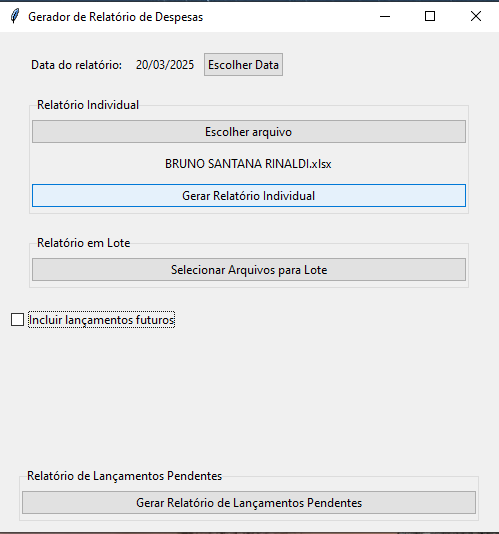 Gerador de Relatório de Despesas
Data do relatório: 20/03/2025 Escolher Data
Relatório Individual
Escolher arquivo
BRUNO SANTANA RINALDI.xlsx
Gerar Relatório Individual
Relatório em Lote
Selecionar Arquivos para Lote
Incluir lançamentos futuros
Relatório de Lançamentos Pendentes
Gerar Relatório de Lançamentos Pendentes